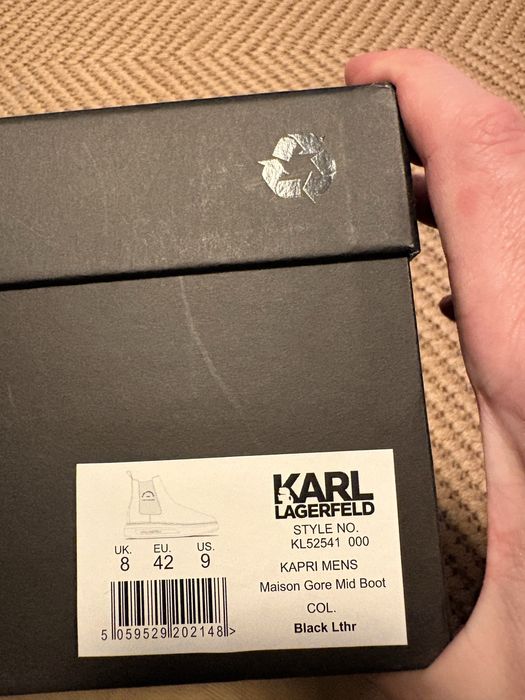 KARL
LAGERFELD
STYLE NO.
KL52541 000
UK. EU. US.
8 42 9
KAPRI MENS
Maison Gore Mid Boot
COL.
Black Lthr
5 059529 202148 >